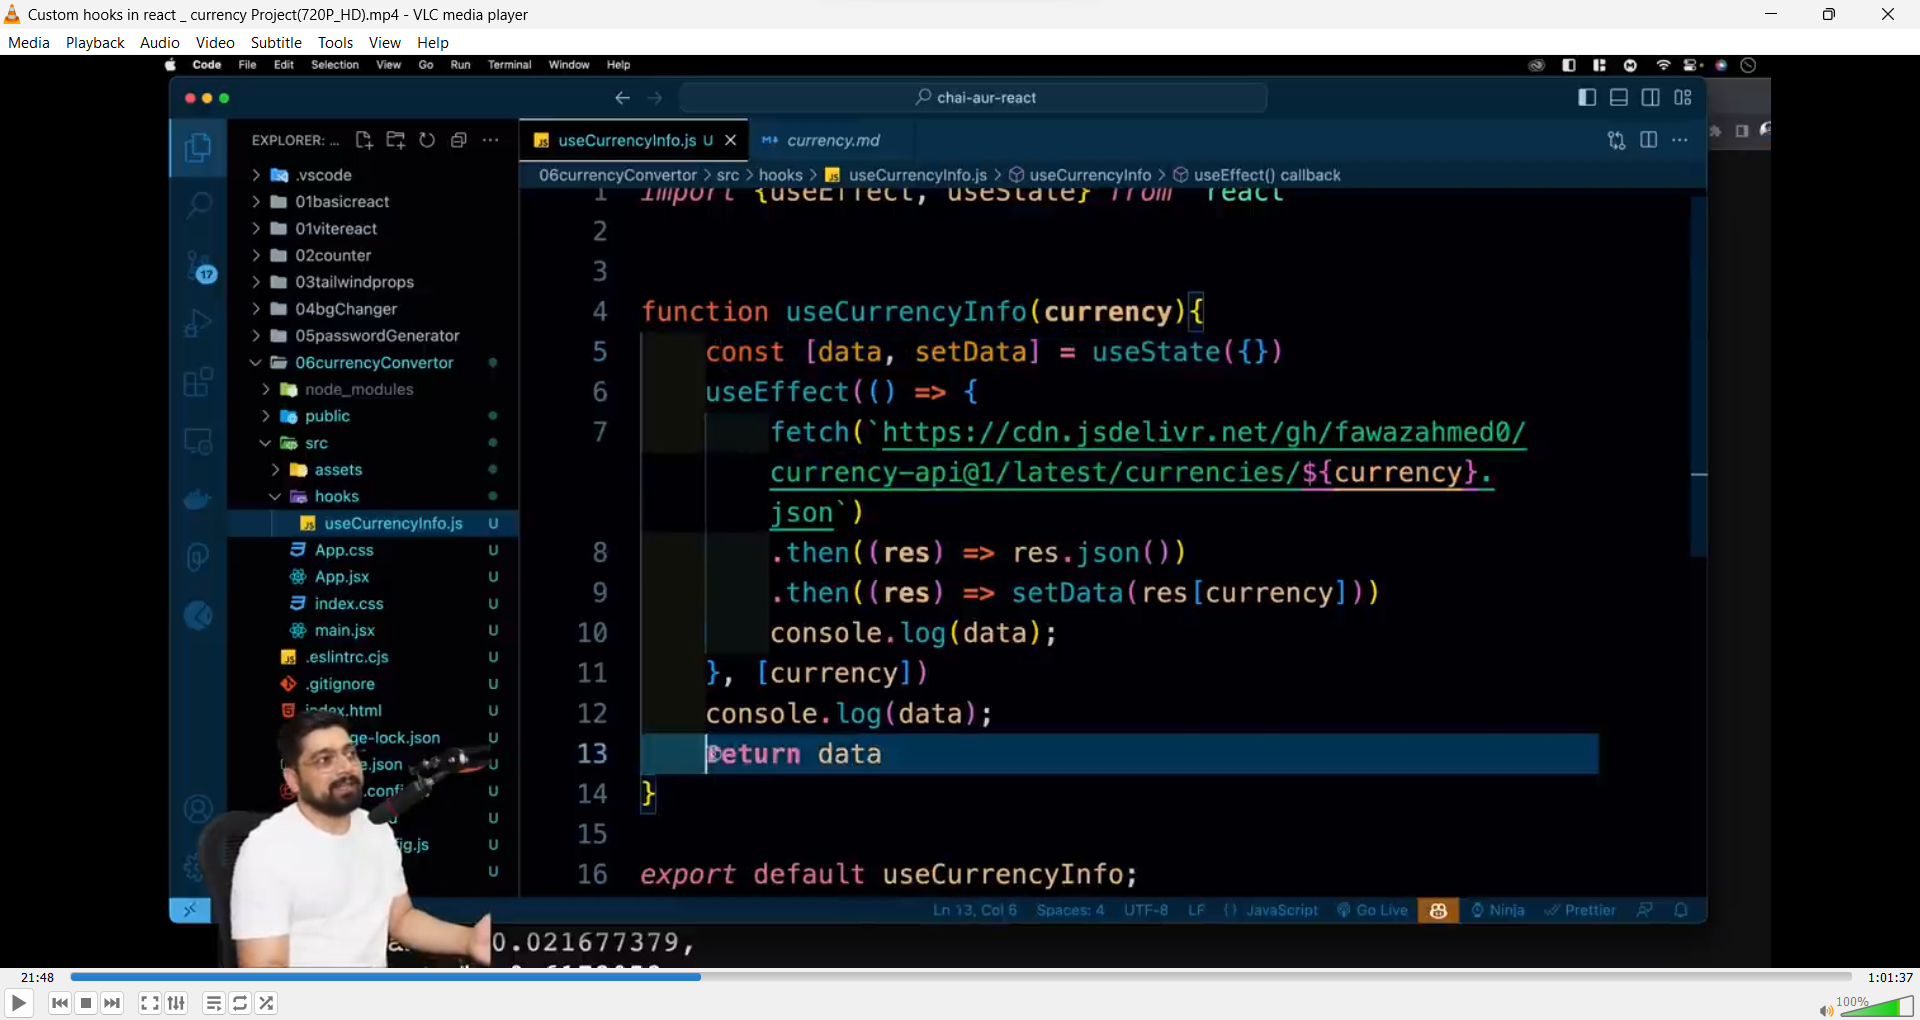 Custom hooks in react _ currency Project(720P_HD).mp4 - VLC media player
Media Playback Audio Video Subtitle Tools View Help
Code File Edit Selection View Go Run Terminal Window Help
chai-aur-react
EXPLORER: ...
useCurrencyInfo.js U
currency.md
06currencyConvertor > src > hooks > useCurrencyInfo.js > useCurrencyInfo > useEffect() callback
.vscode
01basicreact
01vitereact
02counter
17
03tailwindprops
04bgChanger
05passwordGenerator
06currencyConvertor
node_modules
public
src
assets
hooks
useCurrencyInfo.js U
App.css U
App.jsx U
index.css U
main.jsx U
.eslintrc.cjs U
.gitignore U
index.html U
ge-lock.json U
e.json U
.config U
U
fig.js U
U
1 import {useEffect, useState} from "react"
2
3
4 function useCurrencyInfo(currency){
5 const [data, setData] = useState({})
6 useEffect(() => {
7 fetch(`https://cdn.jsdelivr.net/gh/fawazahmed0/
currency-api@1/latest/currencies/${currency}.
json`)
8 .then((res) => res.json())
9 .then((res) => setData(res[currency]))
10 console.log(data);
11 }, [currency])
12 console.log(data);
13 return data
14 }
15
16 export default useCurrencyInfo;
Ln 13, Col 6 Spaces: 4 UTF-8 LF {} JavaScript Go Live Ninja Prettier
0.021677379,
21:48
1:01:37
100%